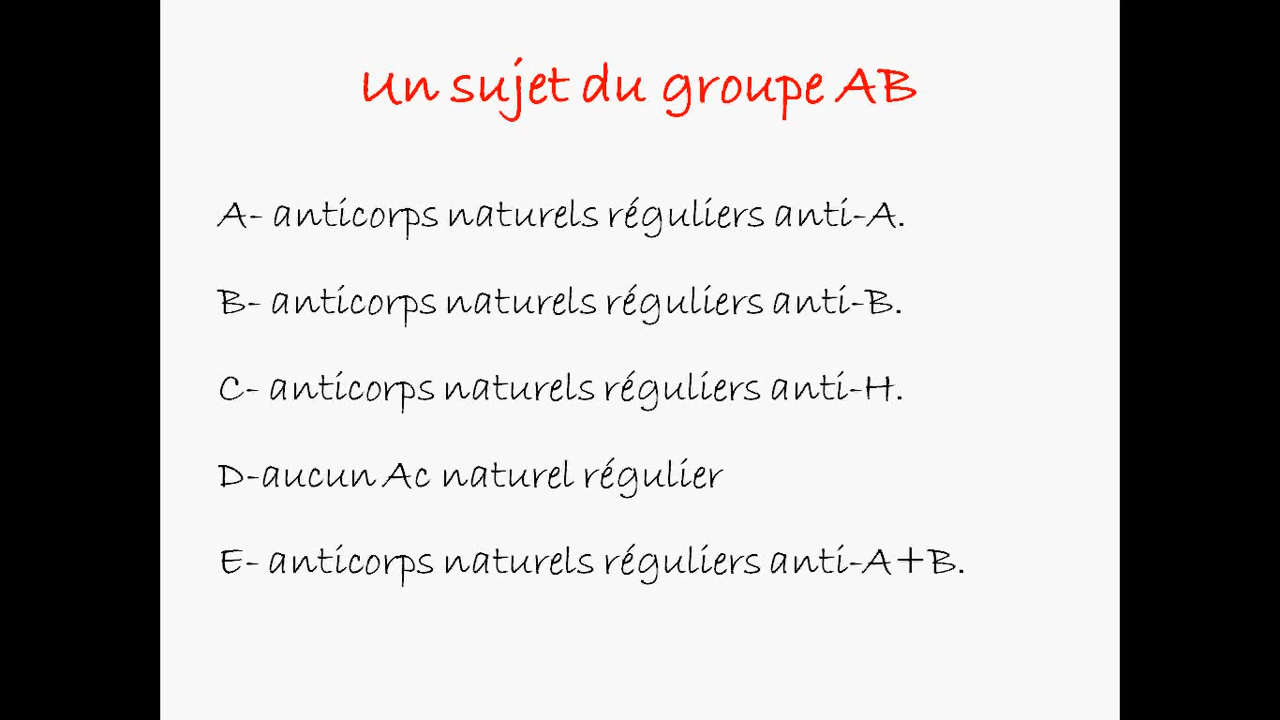 Un sujet du groupe AB
A- anticorps naturels réguliers anti-A.
B- anticorps naturels réguliers anti-B.
C- anticorps naturels réguliers anti-H.
D-aucun Ac naturel régulier
E- anticorps naturels réguliers anti-A+B.